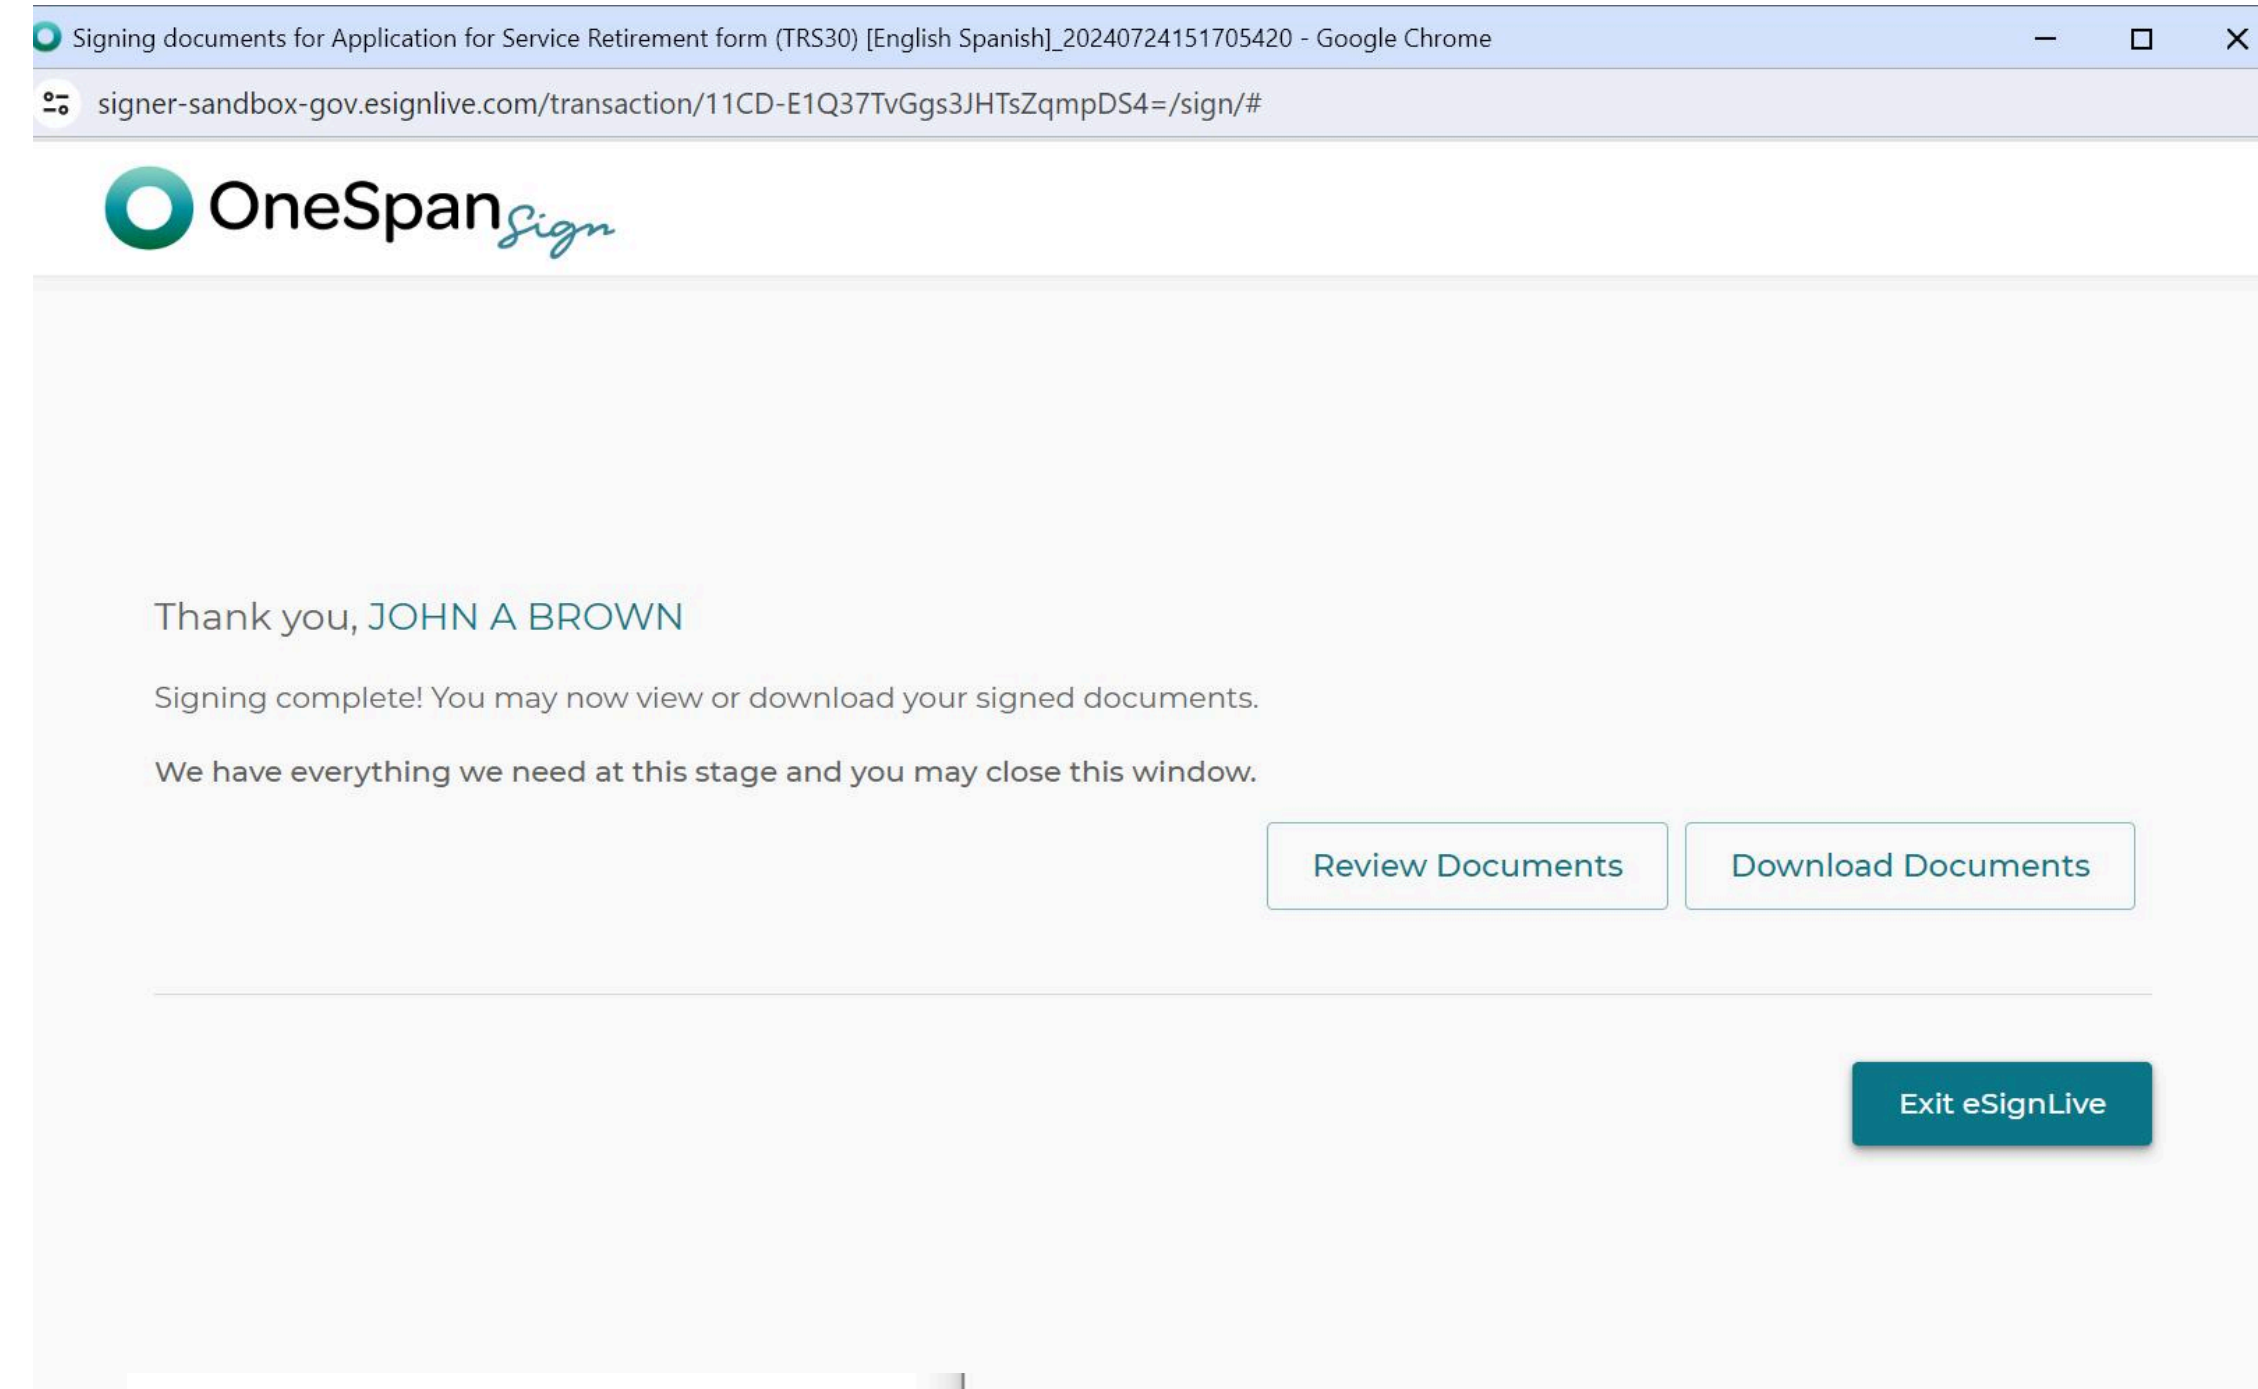 Signing documents for Application for Service Retirement form (TRS30) [English Spanish]_20240724151705420 - Google Chrome
signer-sandbox-gov.esignlive.com/transaction/11CD-E1Q37TvGgs3JHTsZqmpDS4=/sign/#
OneSpan Sign
Thank you, JOHN A BROWN
Signing complete! You may now view or download your signed documents.
We have everything we need at this stage and you may close this window.
Review Documents Download Documents
Exit eSignLive